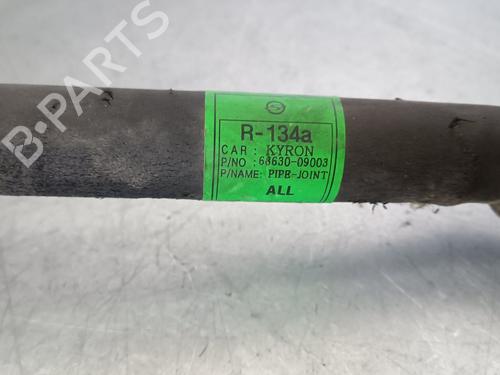 R-134a
CAR : KYRON
P/NO : 68630-09003
P/NAME: PIPE-JOINT
ALL
B-PARTS